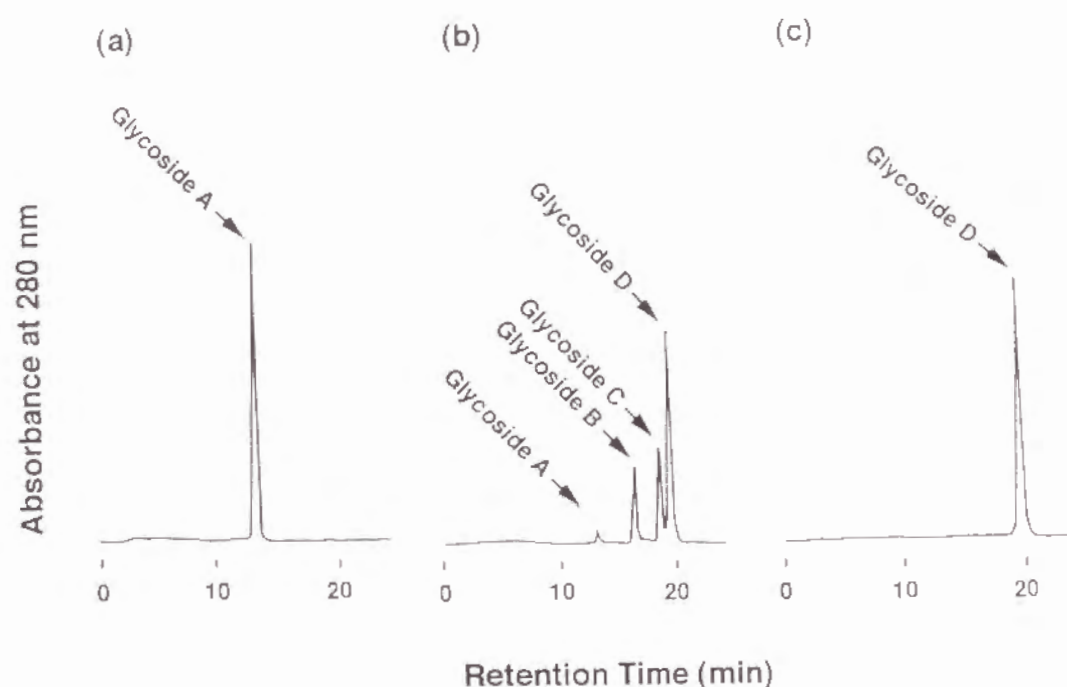 (a)
Glycoside A
0
10
20
(b)
Glycoside A
Glycoside B
Glycoside C
Glycoside D
0
10
20
(c)
Glycoside D
0
10
20
Absorbance at 280 nm
Retention Time (min)